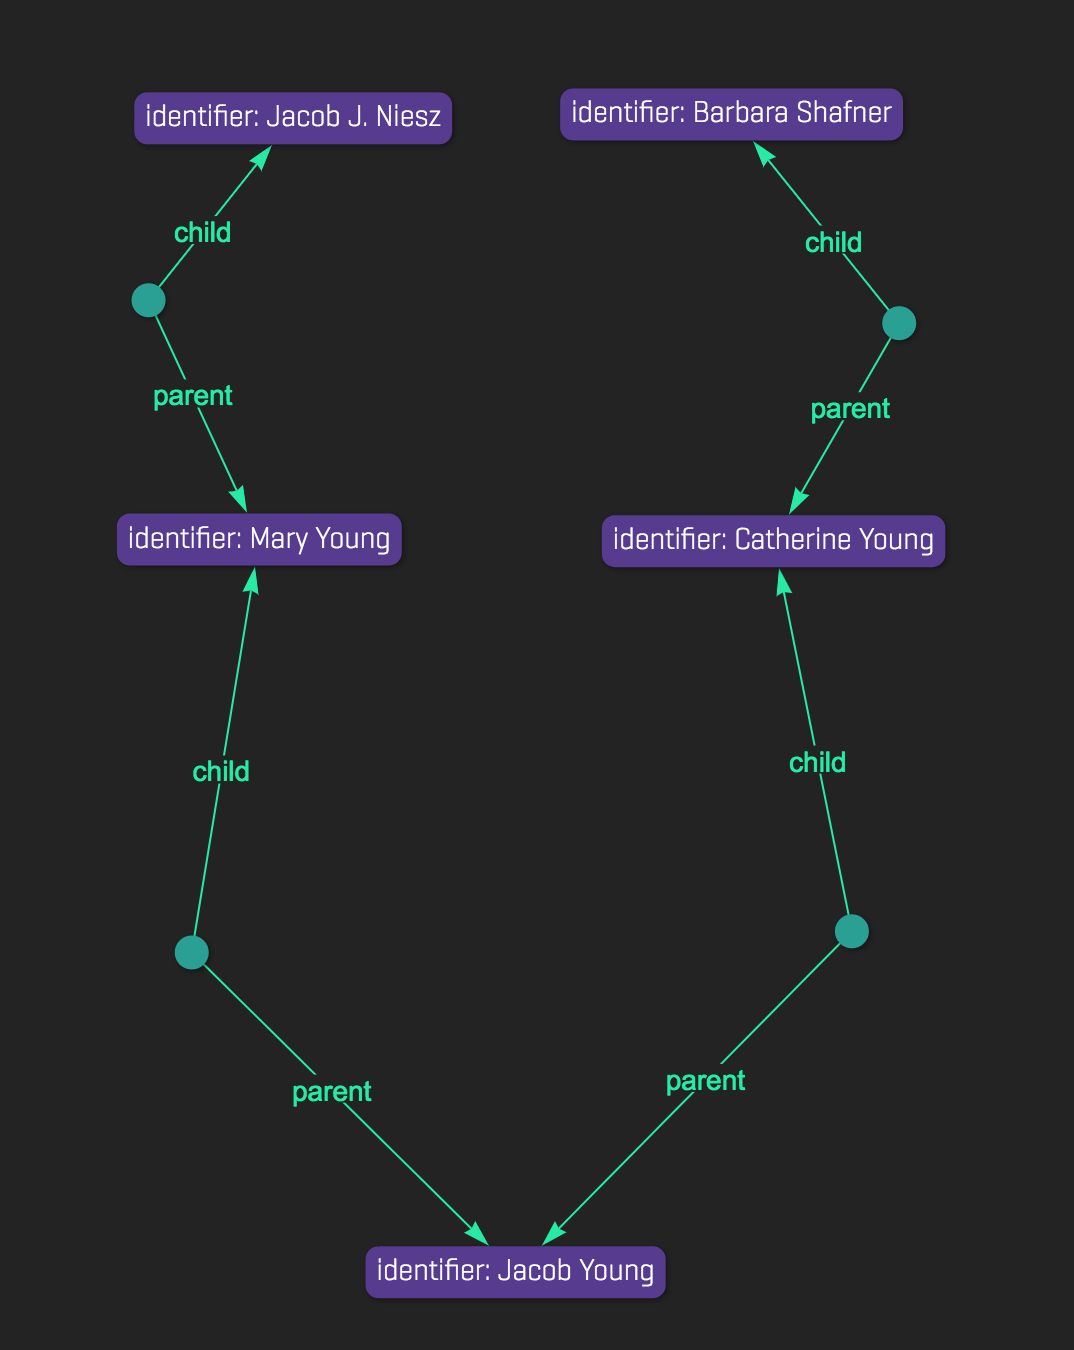 identifier: Jacob J. Niesz
identifier: Barbara Shafner
child
child
parent
parent
identifier: Mary Young
identifier: Catherine Young
child
child
parent
parent
identifier: Jacob Young